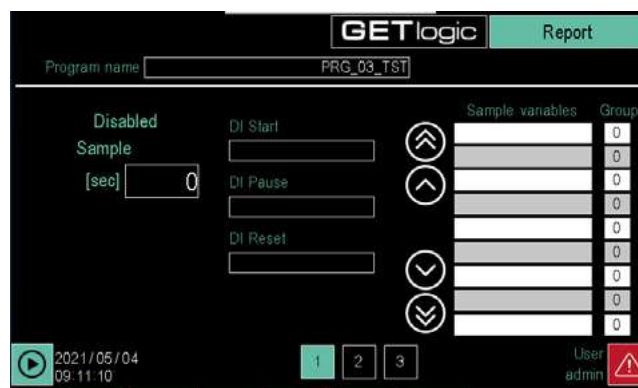 GETlogic
Report
Program name PRG_03_TST
Disabled
Sample
[sec] 0
DI Start
DI Pause
DI Reset
Sample variables Group
0
0
0
0
0
0
0
0
0
2021/05/04
09:11:10
1 2 3
User
admin